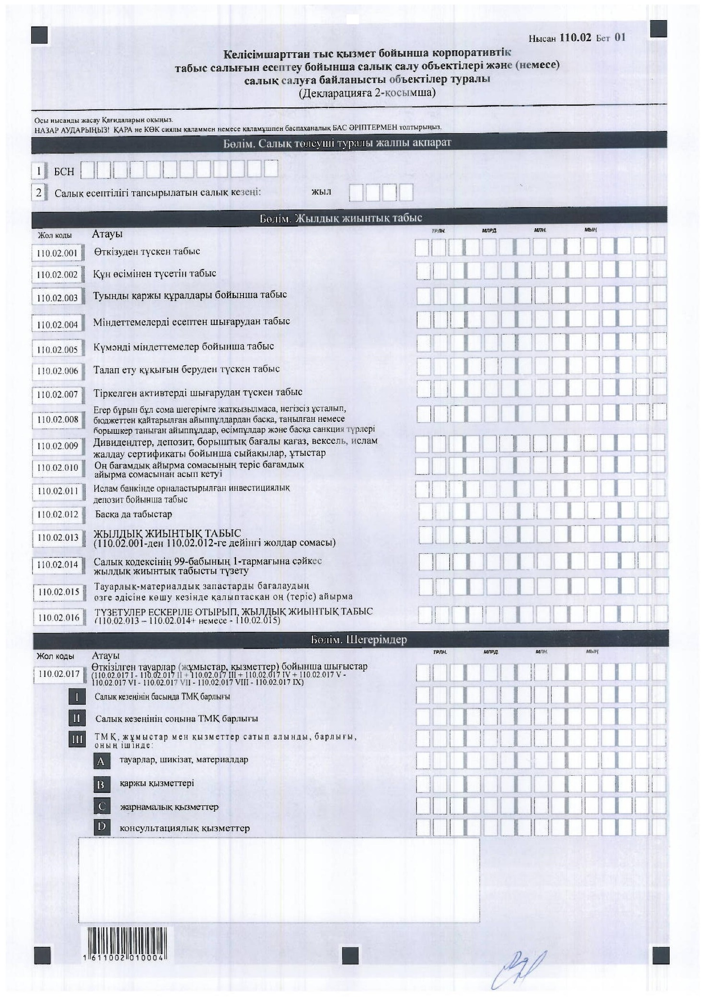 Нысан 110.02 Бет 01
Келісімшарттан тыс қызмет бойынша корпоративтік
табыс салығын есептеу бойынша салық салу объектілері және (немесе)
салық салуға байланысты объектілер туралы
(Декларацияға 2-қосымша)
Осы нысанды жасау Қағидаларын оқыңыз.
НАЗАР АУДАРЫҢЫЗ! ҚАРА не КӨК сиялы қаламмен немесе қаламұшпен баспаханалық БАС ӘРІПТЕРМЕН толтырыңыз.
Бөлім. Салық төлеуші туралы жалпы ақпарат
1 БСН
2 Салық есептілігі тапсырылатын салық кезеңі: жыл
Бөлім. Жылдық жиынтық табыс
Жол коды Атауы ТРЛН. МЛРД. МЛН. МЫҢ
110.02.001 Өткізуден түскен табыс
110.02.002 Құн өсімінен түсетін табыс
110.02.003 Туынды қаржы құралдары бойынша табыс
110.02.004 Міндеттемелерді есептен шығарудан табыс
110.02.005 Күмәнді міндеттемелер бойынша табыс
110.02.006 Талап ету құқығын беруден түскен табыс
110.02.007 Тіркелген активтерді шығарудан түскен табыс
110.02.008 Егер бұрын бұл сома шегерімге жатқызылмаса, негізсіз ұсталып,
бюджеттен қайтарылған айыппұлдардан басқа, таңылған немесе
борышкер таныған айыппұлдар, өсімпұлдар және басқа санкция түрлері
110.02.009 Дивидендтер, депозит, борыштық бағалы қағаз, вексель, ислам
жалдау сертификаты бойынша сыйақылар, ұтыстар
110.02.010 Оң бағамдық айырма сомасының теріс бағамдық
айырма сомасынан асып кетуі
110.02.011 Ислам банкінде орналастырылған инвестициялық
депозит бойынша табыс
110.02.012 Басқа да табыстар
110.02.013 ЖЫЛДЫҚ ЖИЫНТЫҚ ТАБЫС
(110.02.001-ден 110.02.012-ге дейінгі жолдар сомасы)
110.02.014 Салық кодексінің 99-бабының 1-тармағына сәйкес
жылдық жиынтық табысты түзету
110.02.015 Тауарлық-материалдық запастарды бағалаудың
өзге әдісіне көшу кезінде қалыптасқан оң (теріс) айырма
110.02.016 ТҮЗЕТУЛЕР ЕСКЕРІЛЕ ОТЫРЫП, ЖЫЛДЫҚ ЖИЫНТЫҚ ТАБЫС
(110.02.013 – 110.02.014+ немесе - 110.02.015)
Бөлім. Шегерімдер
Жол коды Атауы ТРЛН. МЛРД. МЛН. МЫҢ
110.02.017 Өткізілген тауарлар (жұмыстар, қызметтер) бойынша шығыстар
(110.02.017 I - 110.02.017 II + 110.02.017 III + 110.02.017 IV + 110.02.017 V -
110.02.017 VI - 110.02.017 VII - 110.02.017 VIII - 110.02.017 IX)
I Салық кезеңінің басында ТМҚ барлығы
II Салық кезеңінің соңына ТМҚ барлығы
III ТМҚ, жұмыстар мен қызметтер сатып алынды, барлығы,
оның ішінде:
A тауарлар, шикізат, материалдар
B қаржы қызметтері
C жарнамалық қызметтер
D консультациялық қызметтер
1 611002 010004